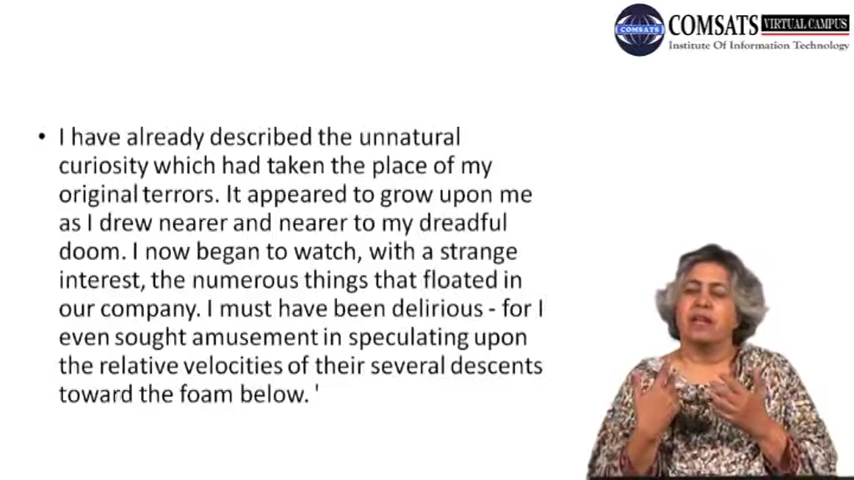 COMSATS VIRTUAL CAMPUS
COMSATS
Institute Of Information Technology
• I have already described the unnatural
curiosity which had taken the place of my
original terrors. It appeared to grow upon me
as I drew nearer and nearer to my dreadful
doom. I now began to watch, with a strange
interest, the numerous things that floated in
our company. I must have been delirious - for I
even sought amusement in speculating upon
the relative velocities of their several descents
toward the foam below. '